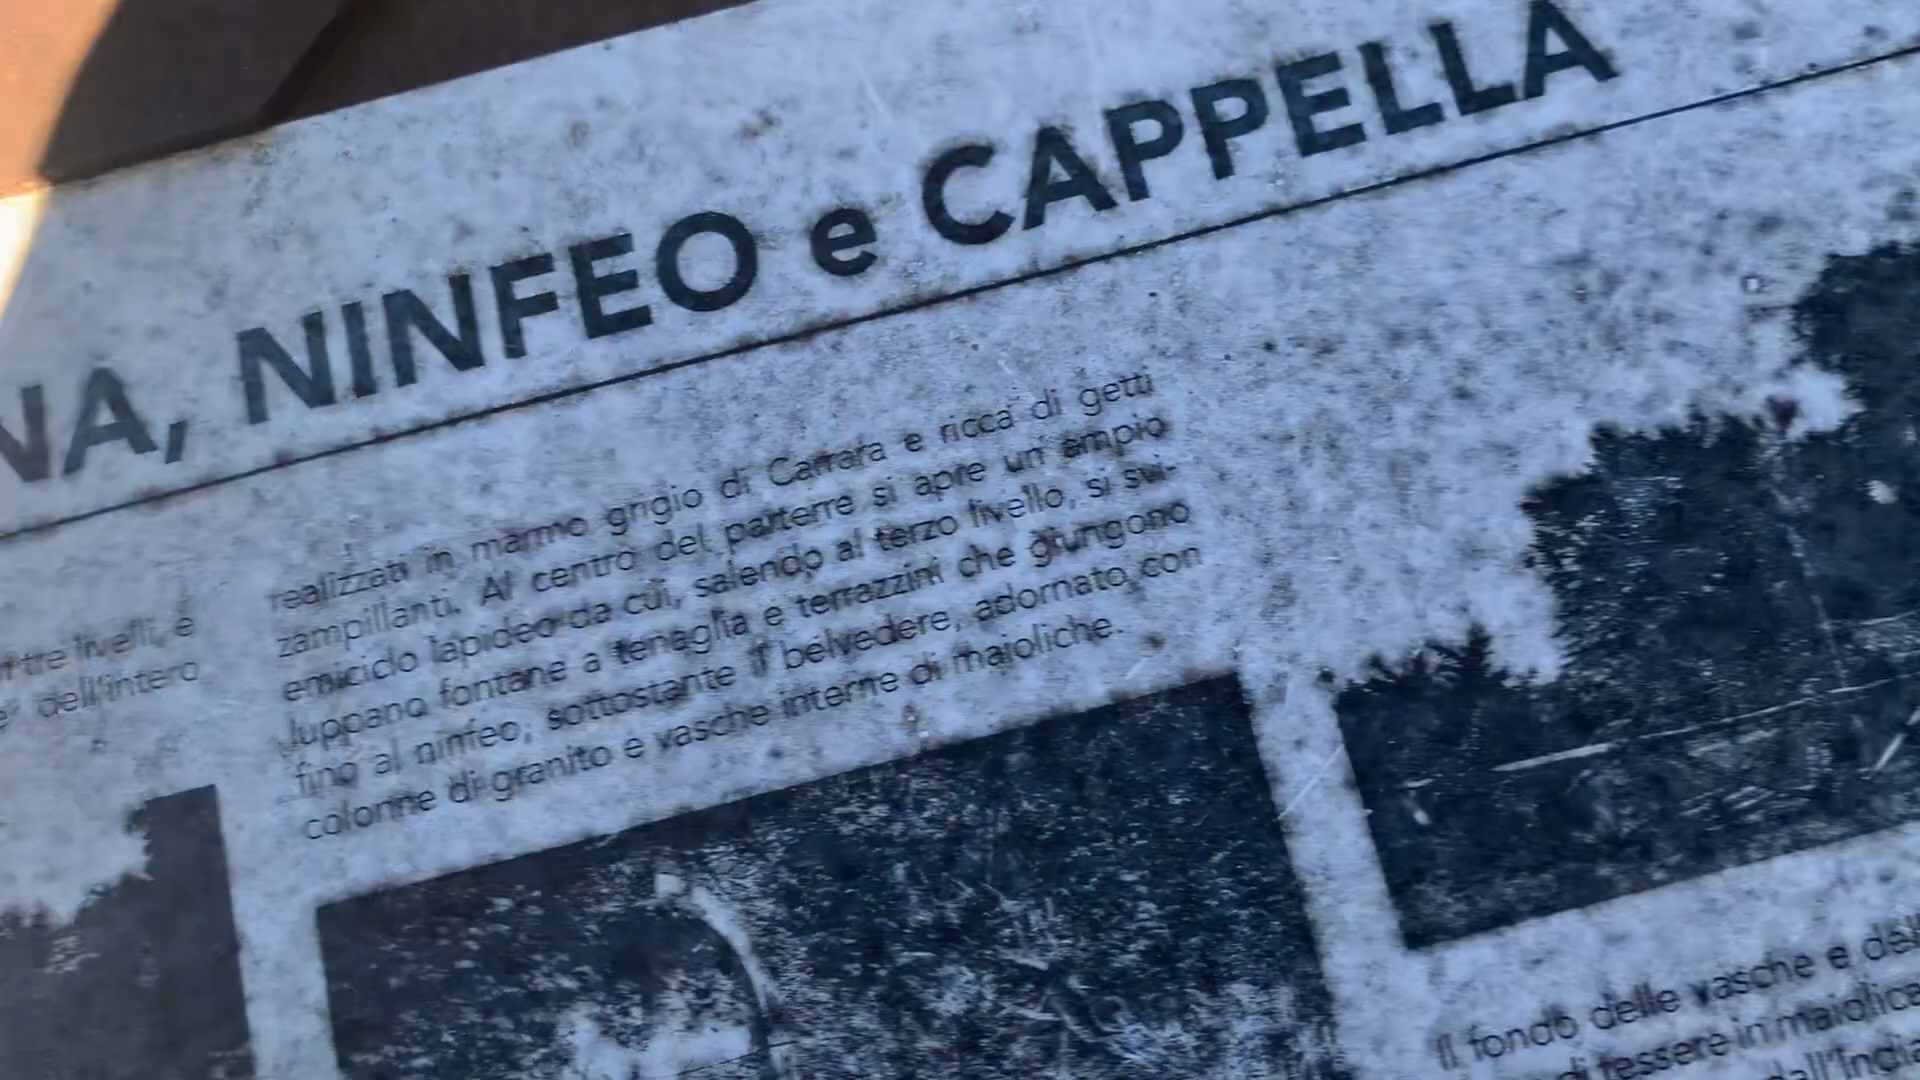 NA, NINFEO e CAPPELLA
tre livelli, è
dell'intero
realizzati in marmo grigio di Carrara e ricca di getti
zampillanti. Al centro del parterre si apre un ampio
emiciclo lapideo da cui, salendo al terzo livello, si svi-
luppano fontane a tenaglia e terrazzini che giungono
fino al ninfeo, sottostante il belvedere, adornato con
colonne di granito e vasche interne di maioliche.
Il fondo delle vasche e del
di tessere in maiolica
dall'India